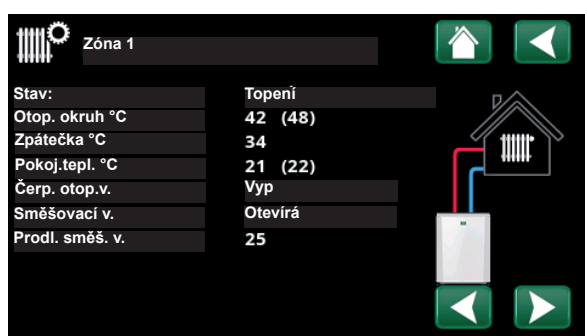 Zóna 1
Stav: Topení
Otop. okruh °C 42 (48)
Zpátečka °C 34
Pokoj.tepl. °C 21 (22)
Čerp. otop.v. Vyp
Směšovací v. Otevírá
Prodl. směš. v. 25